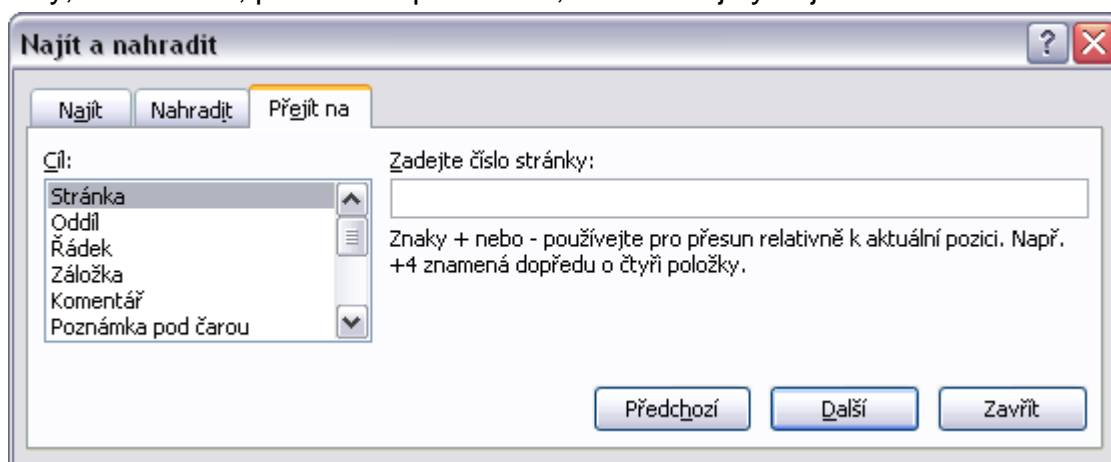 Najít a nahradit
Najít Nahradit Přejít na
Cíl:
Stránka
Oddíl
Řádek
Záložka
Komentář
Poznámka pod čarou
Zadejte číslo stránky:
Znaky + nebo - používejte pro přesun relativně k aktuální pozici. Např.
+4 znamená dopředu o čtyři položky.
Předchozí Další Zavřít